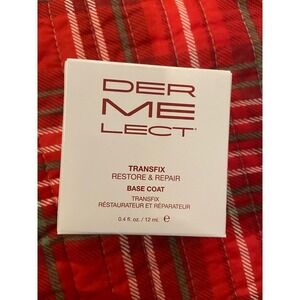 DER
ME
LECT
TRANSFIX
RESTORE & REPAIR
BASE COAT
TRANSFIX
RÉSTAURATEUR ET RÉPARATEUR
0.4 fl. oz. / 12 ml. ℮